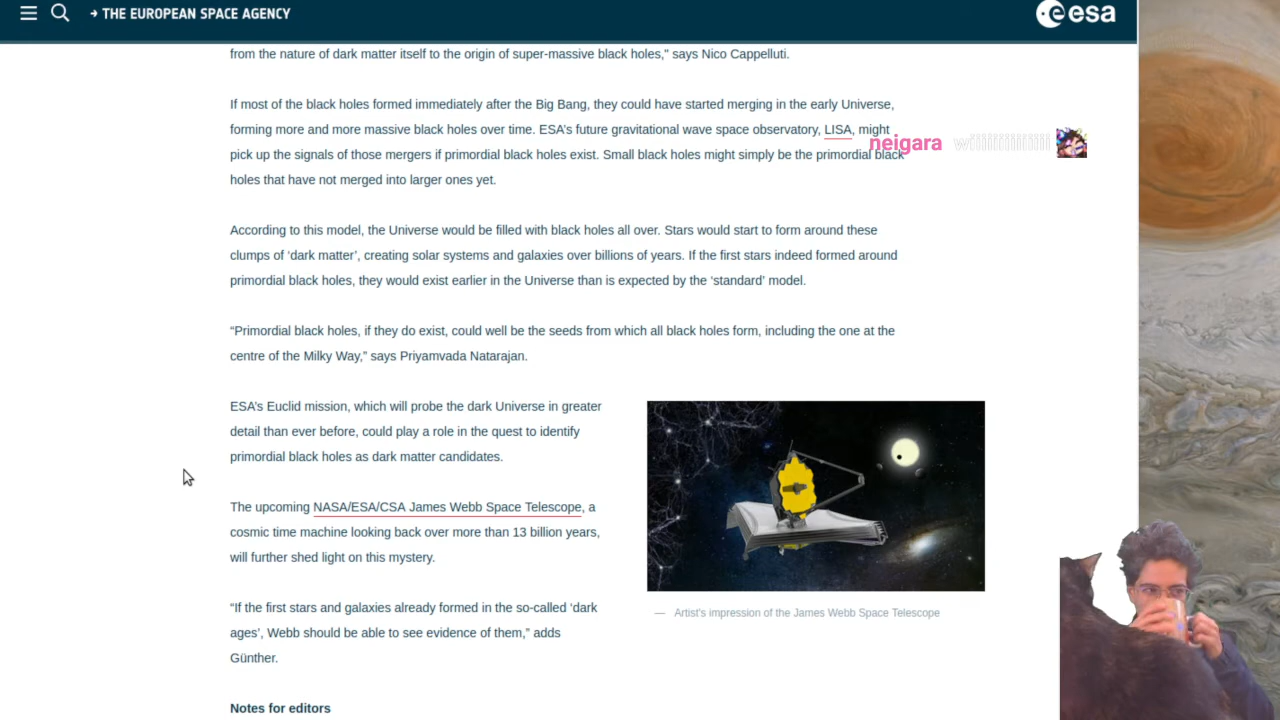 → THE EUROPEAN SPACE AGENCY
esa
from the nature of dark matter itself to the origin of super-massive black holes," says Nico Cappelluti.
If most of the black holes formed immediately after the Big Bang, they could have started merging in the early Universe,
forming more and more massive black holes over time. ESA's future gravitational wave space observatory, LISA, might
neigara
pick up the signals of those mergers if primordial black holes exist. Small black holes might simply be the primordial black
holes that have not merged into larger ones yet.
According to this model, the Universe would be filled with black holes all over. Stars would start to form around these
clumps of ‘dark matter’, creating solar systems and galaxies over billions of years. If the first stars indeed formed around
primordial black holes, they would exist earlier in the Universe than is expected by the ‘standard’ model.
“Primordial black holes, if they do exist, could well be the seeds from which all black holes form, including the one at the
centre of the Milky Way,” says Priyamvada Natarajan.
ESA’s Euclid mission, which will probe the dark Universe in greater
detail than ever before, could play a role in the quest to identify
primordial black holes as dark matter candidates.
The upcoming NASA/ESA/CSA James Webb Space Telescope, a
cosmic time machine looking back over more than 13 billion years,
will further shed light on this mystery.
— Artist's impression of the James Webb Space Telescope
“If the first stars and galaxies already formed in the so-called ‘dark
ages’, Webb should be able to see evidence of them,” adds
Günther.
Notes for editors